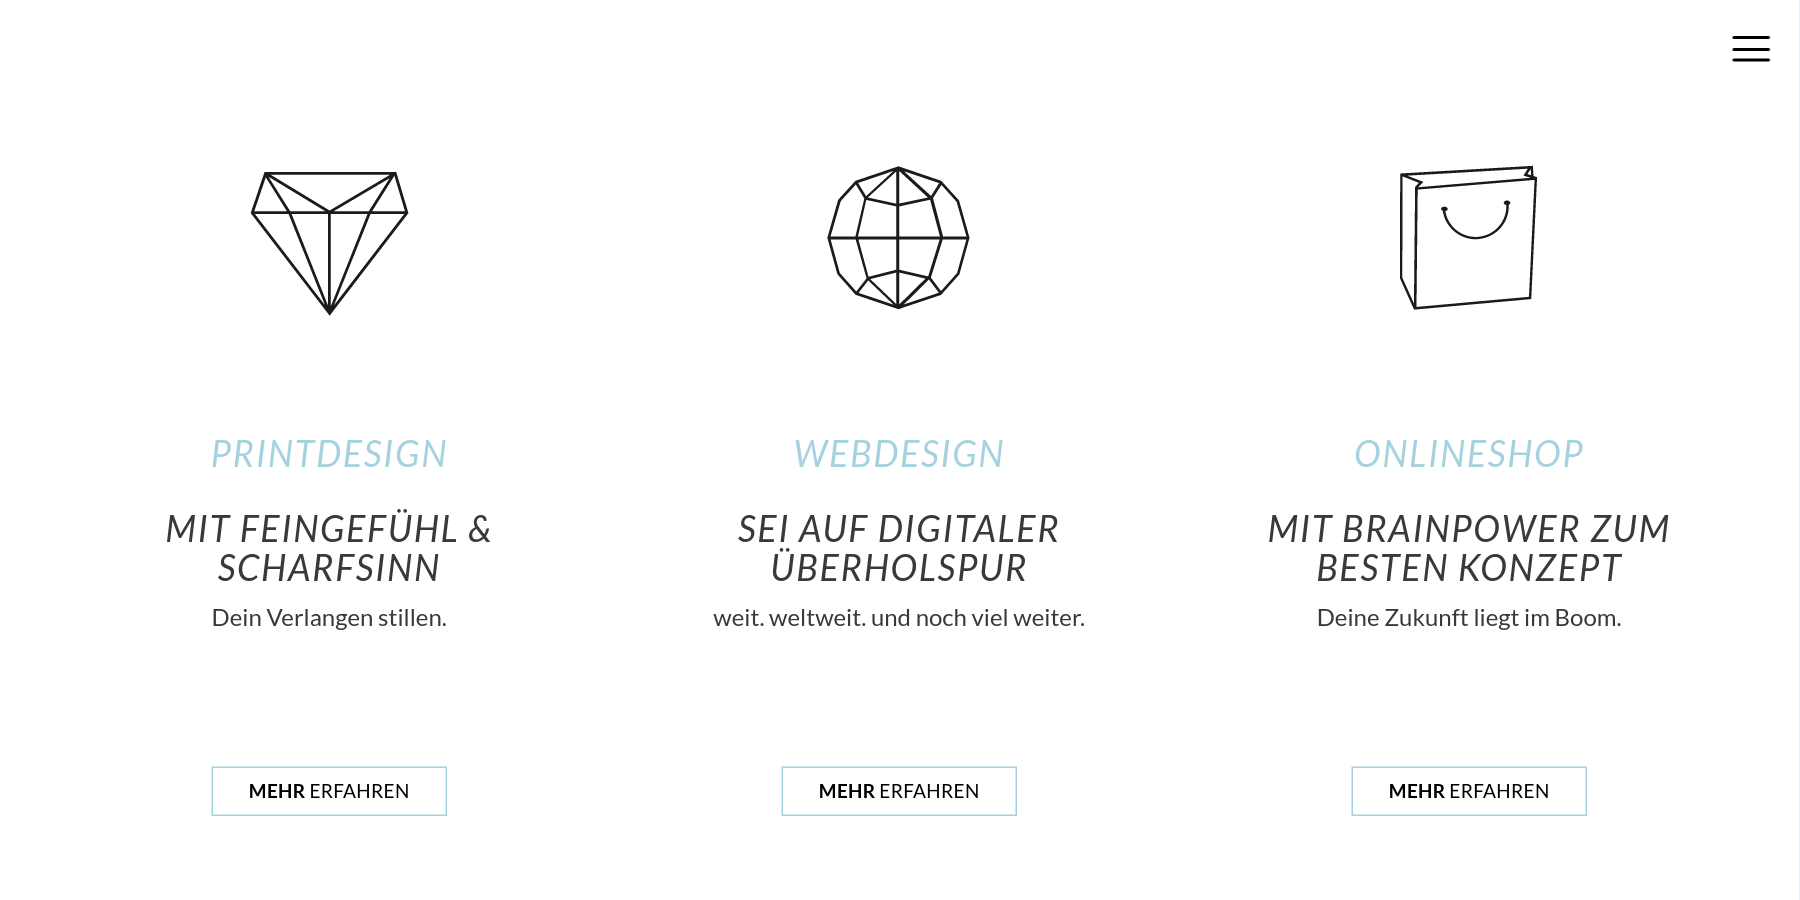 PRINTDESIGN
MIT FEINGEFÜHL &
SCHARFSINN
Dein Verlangen stillen.
MEHR ERFAHREN
WEBDESIGN
SEI AUF DIGITALER
ÜBERHOLSPUR
weit. weltweit. und noch viel weiter.
MEHR ERFAHREN
ONLINESHOP
MIT BRAINPOWER ZUM
BESTEN KONZEPT
Deine Zukunft liegt im Boom.
MEHR ERFAHREN